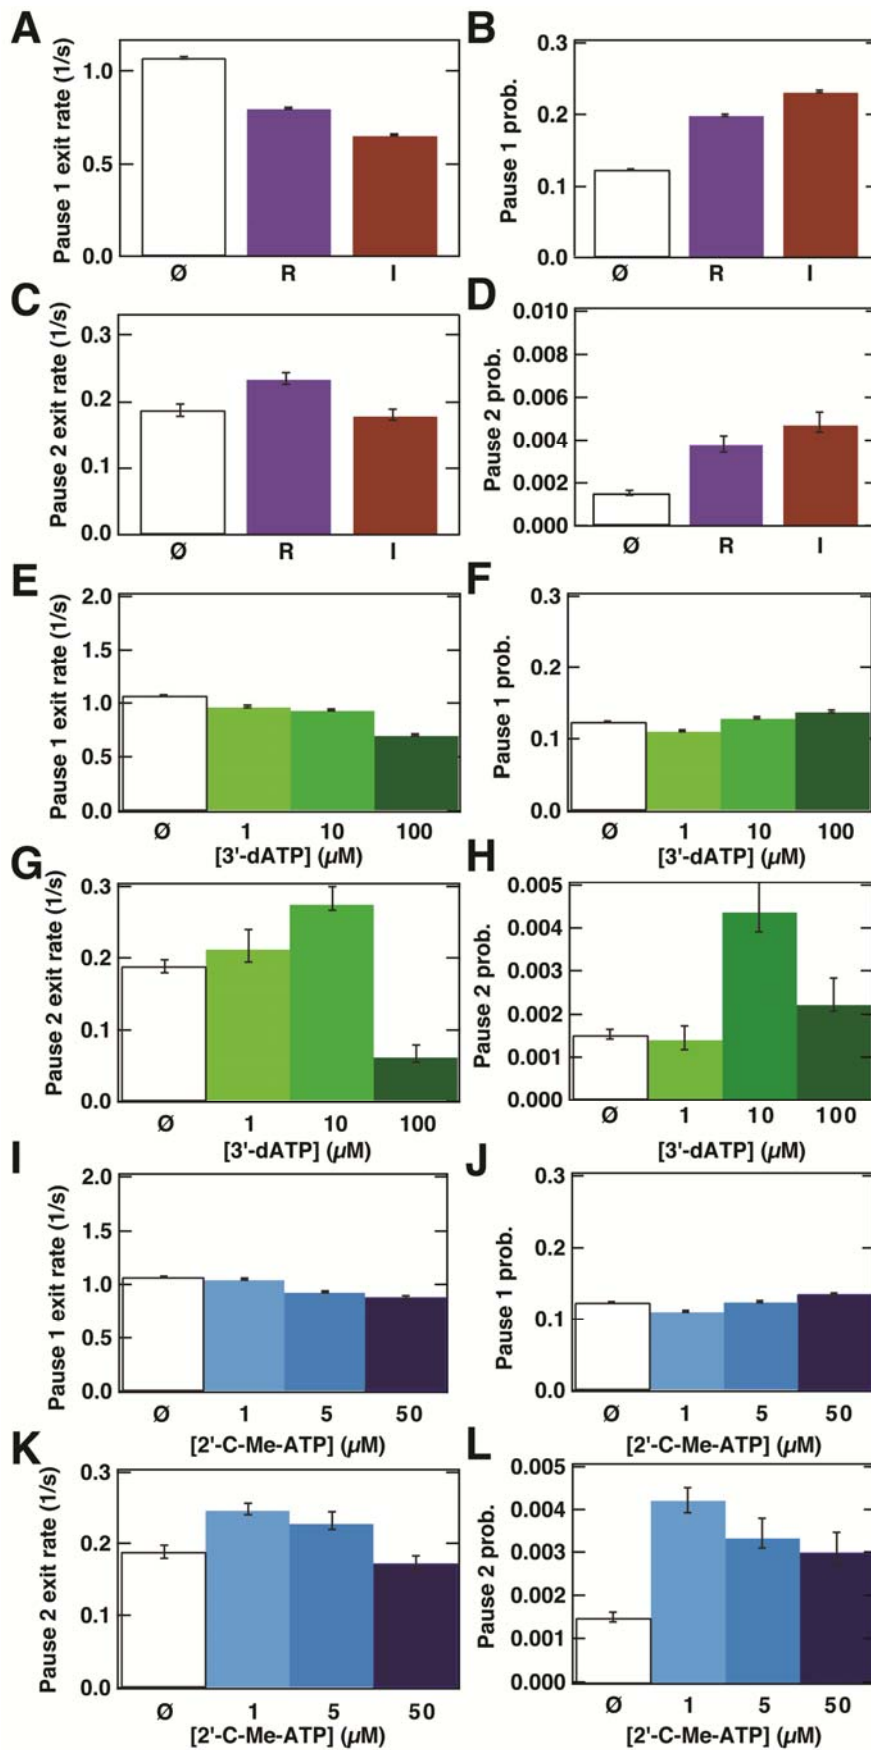 A
Pause 1 exit rate (1/s)
1.0
0.5
0.0
Ø R I
B
Pause 1 prob.
0.3
0.2
0.1
0.0
Ø R I
C
Pause 2 exit rate (1/s)
0.3
0.2
0.1
0.0
Ø R I
D
Pause 2 prob.
0.010
0.008
0.006
0.004
0.002
0.000
Ø R I
E
Pause 1 exit rate (1/s)
2.0
1.5
1.0
0.5
0.0
Ø 1 10 100
[3'-dATP] (µM)
F
Pause 1 prob.
0.3
0.2
0.1
0.0
Ø 1 10 100
[3'-dATP] (µM)
G
Pause 2 exit rate (1/s)
0.3
0.2
0.1
0.0
Ø 1 10 100
[3'-dATP] (µM)
H
Pause 2 prob.
0.005
0.004
0.003
0.002
0.001
0.000
Ø 1 10 100
[3'-dATP] (µM)
I
Pause 1 exit rate (1/s)
2.0
1.5
1.0
0.5
0.0
Ø 1 5 50
[2'-C-Me-ATP] (µM)
J
Pause 1 prob.
0.3
0.2
0.1
0.0
Ø 1 5 50
[2'-C-Me-ATP] (µM)
K
Pause 2 exit rate (1/s)
0.3
0.2
0.1
0.0
Ø 1 5 50
[2'-C-Me-ATP] (µM)
L
Pause 2 prob.
0.005
0.004
0.003
0.002
0.001
0.000
Ø 1 5 50
[2'-C-Me-ATP] (µM)